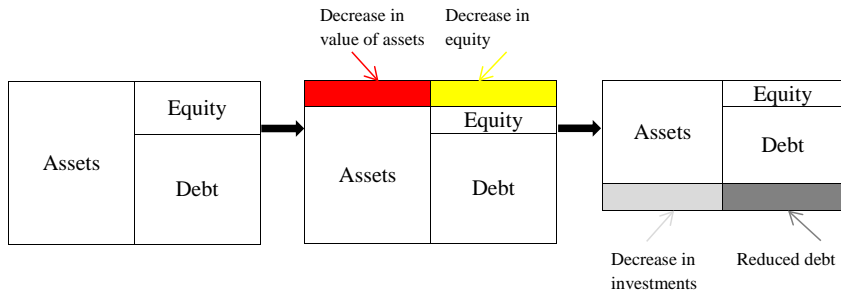 Decrease in
value of assets
Decrease in
equity
Assets
Equity
Debt
Assets
Equity
Debt
Assets
Equity
Debt
Decrease in
investments
Reduced debt